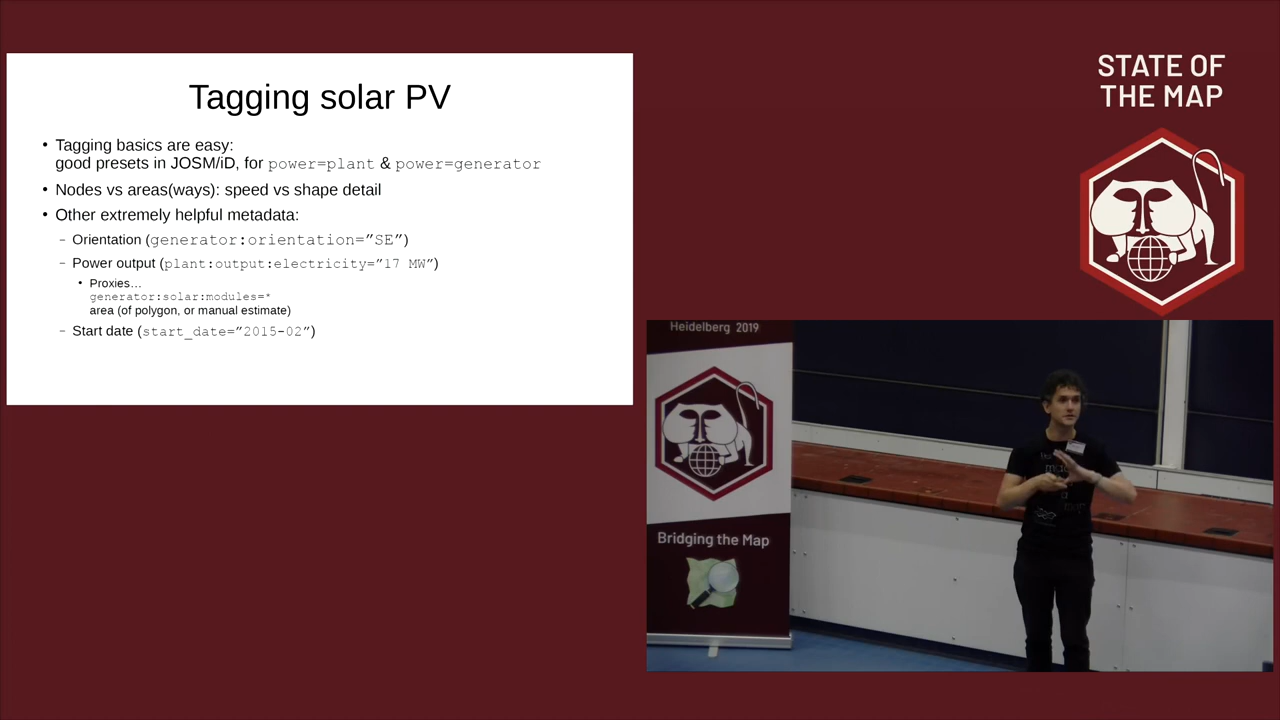 Tagging solar PV
• Tagging basics are easy:
good presets in JOSM/iD, for power=plant & power=generator
• Nodes vs areas(ways): speed vs shape detail
• Other extremely helpful metadata:
– Orientation (generator:orientation=”SE”)
– Power output (plant:output:electricity=”17 MW”)
• Proxies…
generator:solar:modules=*
area (of polygon, or manual estimate)
– Start date (start_date=”2015-02”)
STATE OF
THE MAP
Heidelberg 2019
Bridging the Map